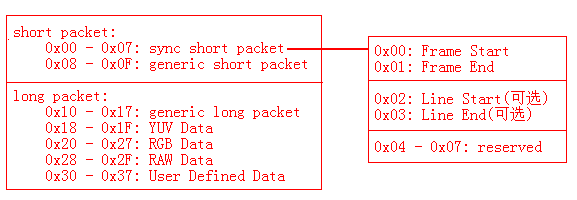 short packet:
0x00 - 0x07: sync short packet
0x08 - 0x0F: generic short packet
long packet:
0x10 - 0x17: generic long packet
0x18 - 0x1F: YUV Data
0x20 - 0x27: RGB Data
0x28 - 0x2F: RAW Data
0x30 - 0x37: User Defined Data
0x00: Frame Start
0x01: Frame End
0x02: Line Start(可选)
0x03: Line End(可选)
0x04 - 0x07: reserved